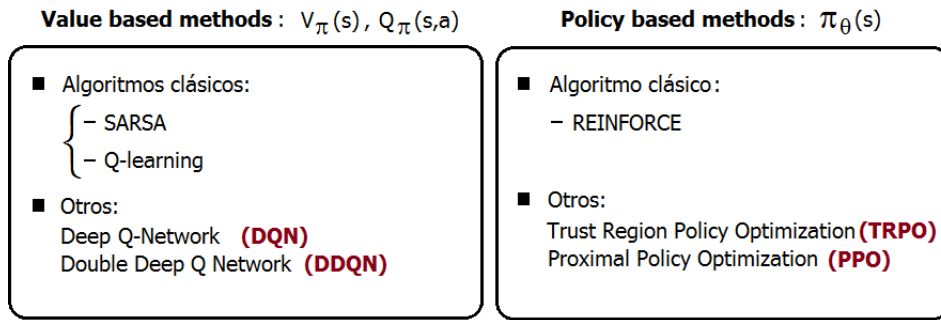 Value based methods : Vπ(s) , Qπ(s,a)
■ Algoritmos clásicos:
– SARSA
– Q-learning
■ Otros:
Deep Q-Network (DQN)
Double Deep Q Network (DDQN)
Policy based methods : πθ(s)
■ Algoritmo clásico:
– REINFORCE
■ Otros:
Trust Region Policy Optimization (TRPO)
Proximal Policy Optimization (PPO)